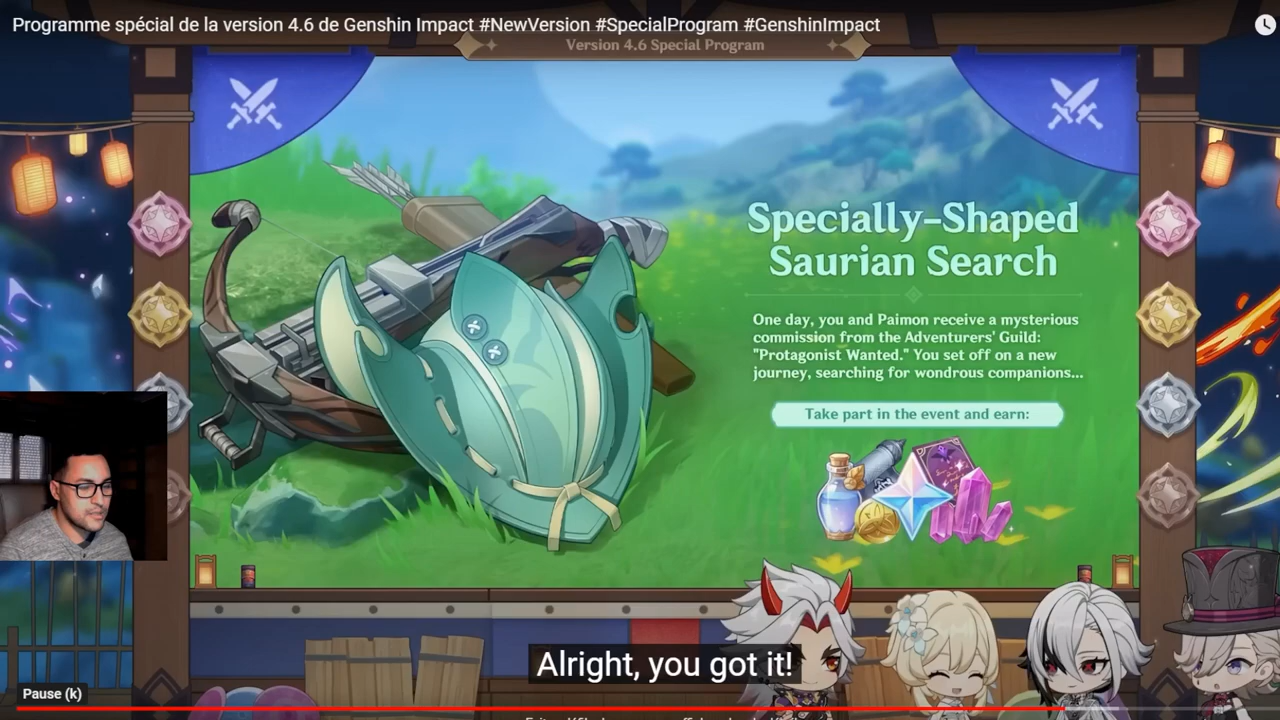 Programme spécial de la version 4.6 de Genshin Impact #NewVersion #SpecialProgram #GenshinImpact
Version 4.6 Special Program
Specially-Shaped
Saurian Search
One day, you and Paimon receive a mysterious
commission from the Adventurers' Guild:
"Protagonist Wanted." You set off on a new
journey, searching for wondrous companions...
Take part in the event and earn:
Alright, you got it!
Pause (k)